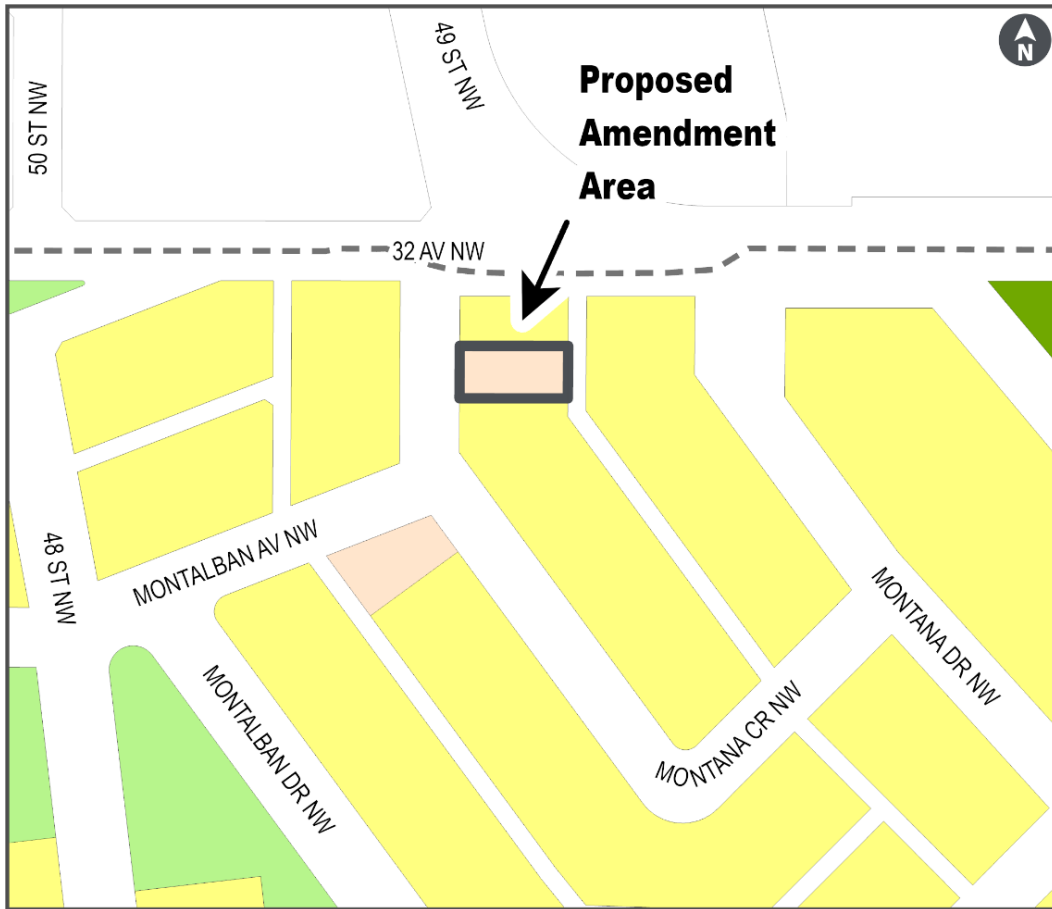 N
49 ST NW
50 ST NW
Proposed
Amendment
Area
32 AV NW
48 ST NW
MONTALBAN AV NW
MONTALBAN DR NW
MONTANA CR NW
MONTANA DR NW